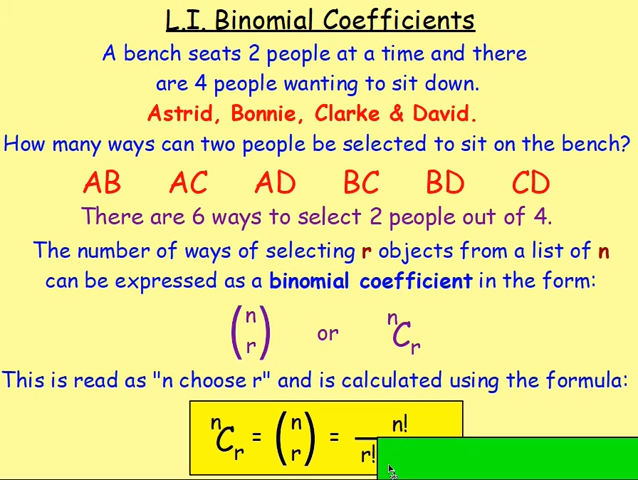 L.I. Binomial Coefficients
A bench seats 2 people at a time and there
are 4 people wanting to sit down.
Astrid, Bonnie, Clarke & David.
How many ways can two people be selected to sit on the bench?
AB AC AD BC BD CD
There are 6 ways to select 2 people out of 4.
The number of ways of selecting r objects from a list of n
can be expressed as a binomial coefficient in the form:
(n r) or nCr
This is read as "n choose r" and is calculated using the formula:
nCr = (n r) = n! / r!